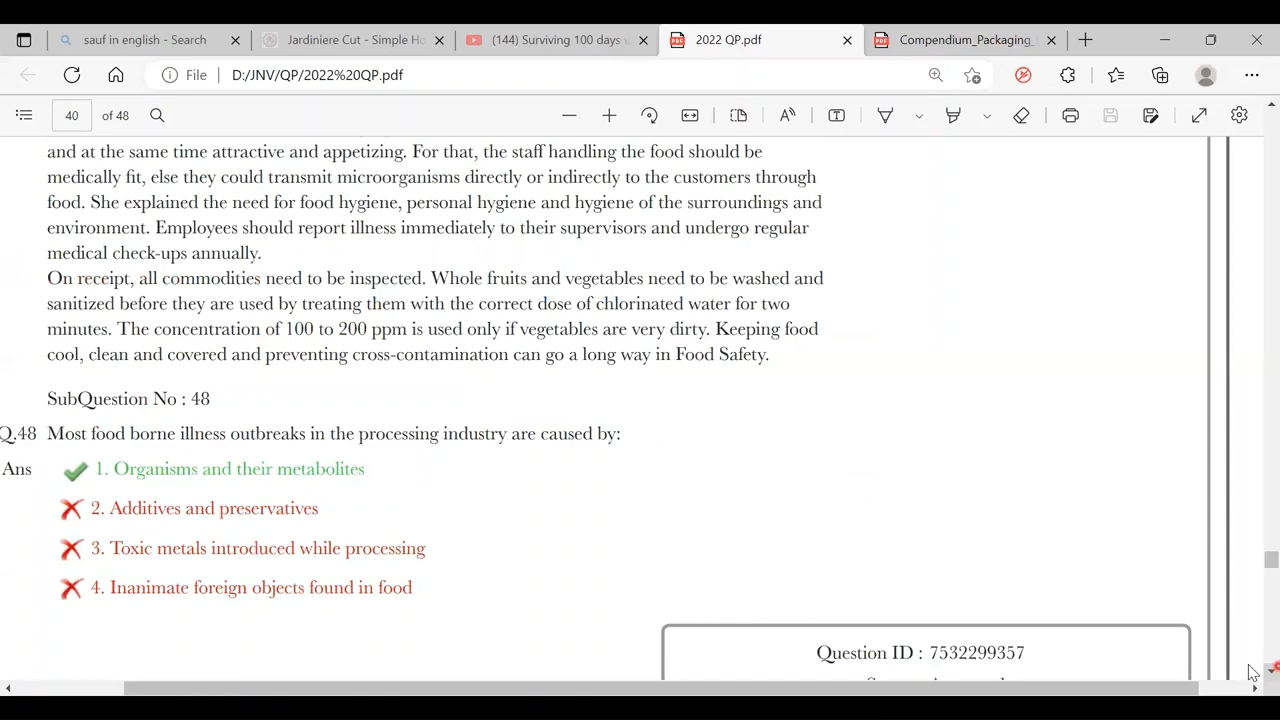 sauf in english - Search
Jardiniere Cut - Simple Ho
(144) Surviving 100 days
2022 QP.pdf
Compendium_Packaging_
File
D:/JNV/QP/2022%20QP.pdf
40 of 48
and at the same time attractive and appetizing. For that, the staff handling the food should be
medically fit, else they could transmit microorganisms directly or indirectly to the customers through
food. She explained the need for food hygiene, personal hygiene and hygiene of the surroundings and
environment. Employees should report illness immediately to their supervisors and undergo regular
medical check-ups annually.
On receipt, all commodities need to be inspected. Whole fruits and vegetables need to be washed and
sanitized before they are used by treating them with the correct dose of chlorinated water for two
minutes. The concentration of 100 to 200 ppm is used only if vegetables are very dirty. Keeping food
cool, clean and covered and preventing cross-contamination can go a long way in Food Safety.
SubQuestion No : 48
Q.48 Most food borne illness outbreaks in the processing industry are caused by:
Ans 1. Organisms and their metabolites
2. Additives and preservatives
3. Toxic metals introduced while processing
4. Inanimate foreign objects found in food
Question ID : 7532299357